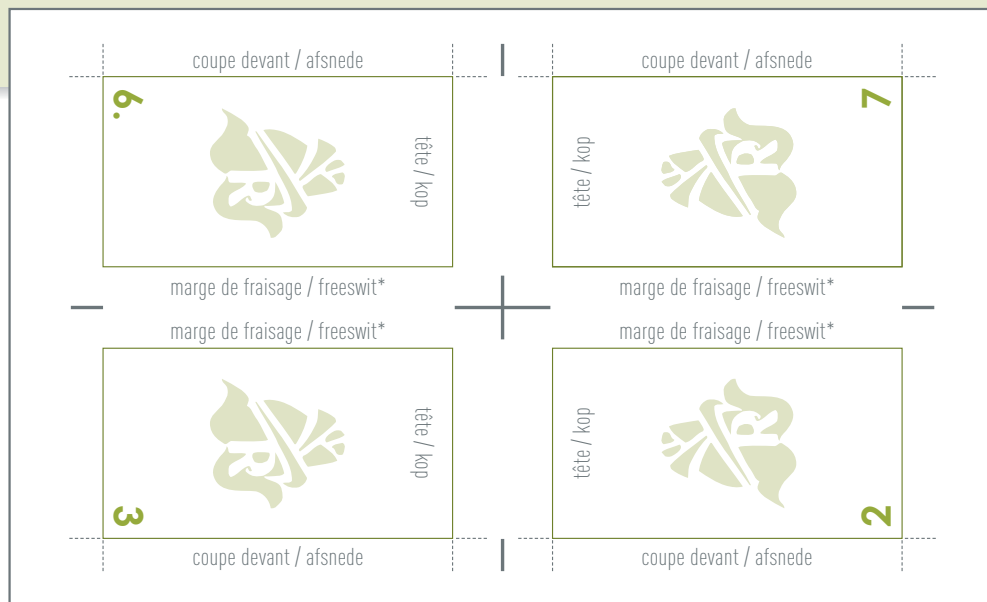 coupe devant / afsnede
coupe devant / afsnede
6.
tête / kop
tête / kop
7
R
R
marge de fraisage / freeswit*
marge de fraisage / freeswit*
marge de fraisage / freeswit*
marge de fraisage / freeswit*
R
tête / kop
tête / kop
R
3
2
coupe devant / afsnede
coupe devant / afsnede